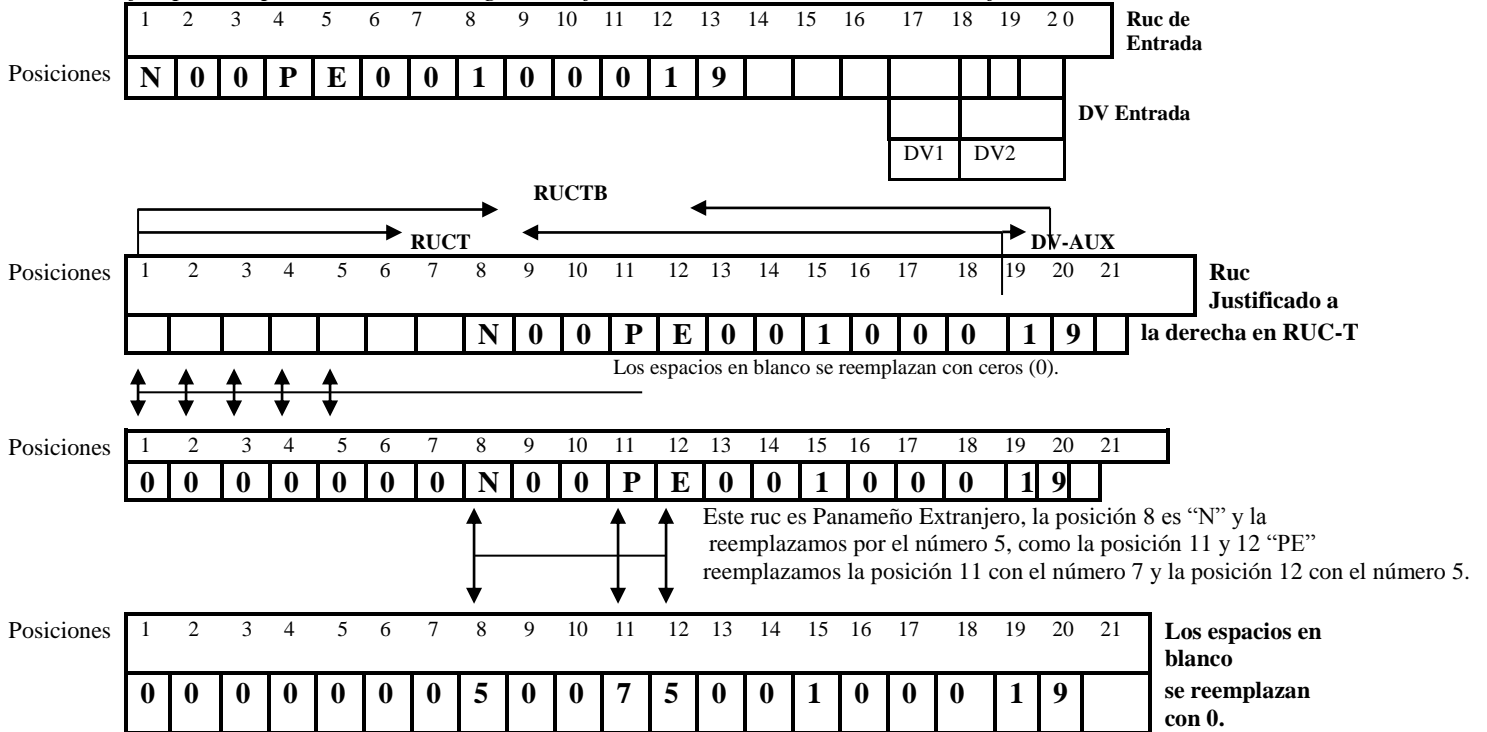 1 2 3 4 5 6 7 8 9 10 11 12 13 14 15 16 17 18 19 2 0 Ruc de
Entrada
Posiciones N 0 0 P E 0 0 1 0 0 0 1 9
DV Entrada
DV1 DV2
RUCTB
RUCT DV-AUX
Posiciones 1 2 3 4 5 6 7 8 9 10 11 12 13 14 15 16 17 18 19 20 21 Ruc
Justificado a
N 0 0 P E 0 0 1 0 0 0 1 9 la derecha en RUC-T
Los espacios en blanco se reemplazan con ceros (0).
Posiciones 1 2 3 4 5 6 7 8 9 10 11 12 13 14 15 16 17 18 19 20 21
0 0 0 0 0 0 0 N 0 0 P E 0 0 1 0 0 0 1 9
Este ruc es Panameño Extranjero, la posición 8 es “N” y la
reemplazamos por el número 5, como la posición 11 y 12 “PE”
reemplazamos la posición 11 con el número 7 y la posición 12 con el número 5.
Posiciones 1 2 3 4 5 6 7 8 9 10 11 12 13 14 15 16 17 18 19 20 21 Los espacios en
blanco
0 0 0 0 0 0 0 5 0 0 7 5 0 0 1 0 0 0 1 9 se reemplazan
con 0.